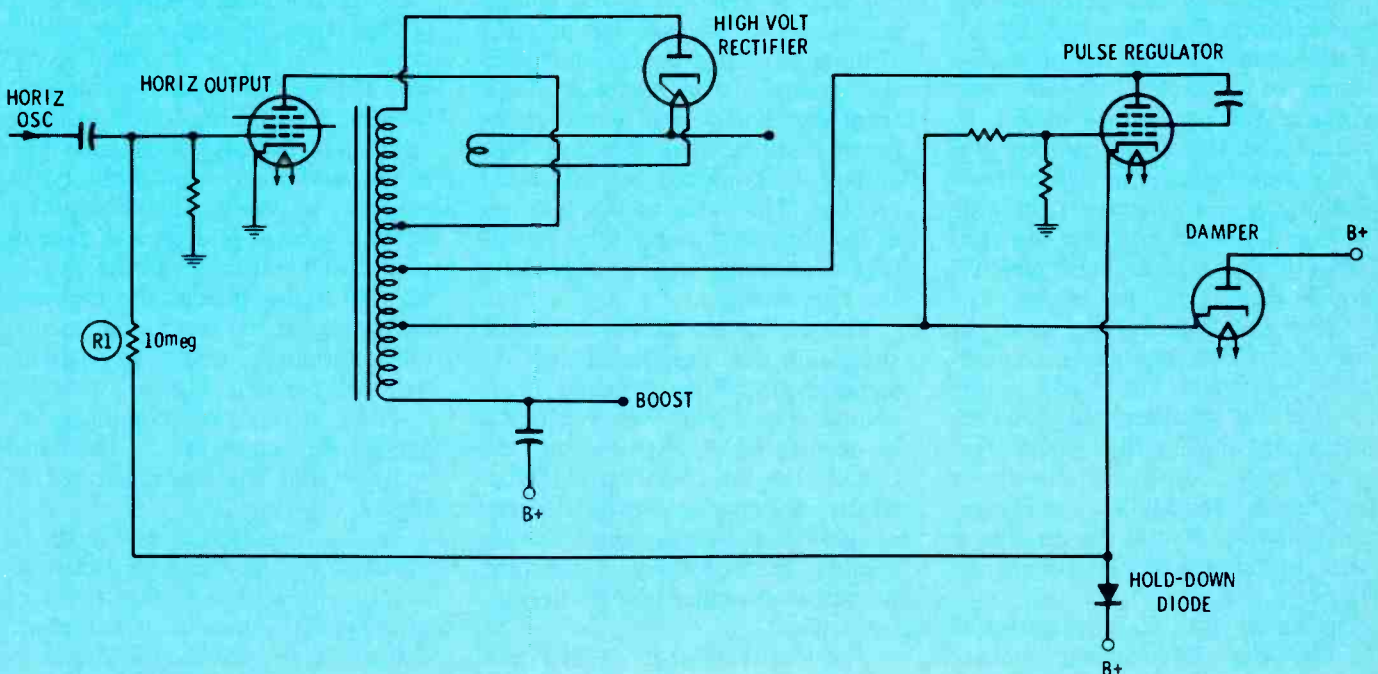 HIGH VOLT
RECTIFIER
PULSE REGULATOR
HORIZ OUTPUT
HORIZ
OSC
DAMPER
B+
R1
10meg
BOOST
B+
HOLD-DOWN
DIODE
B+